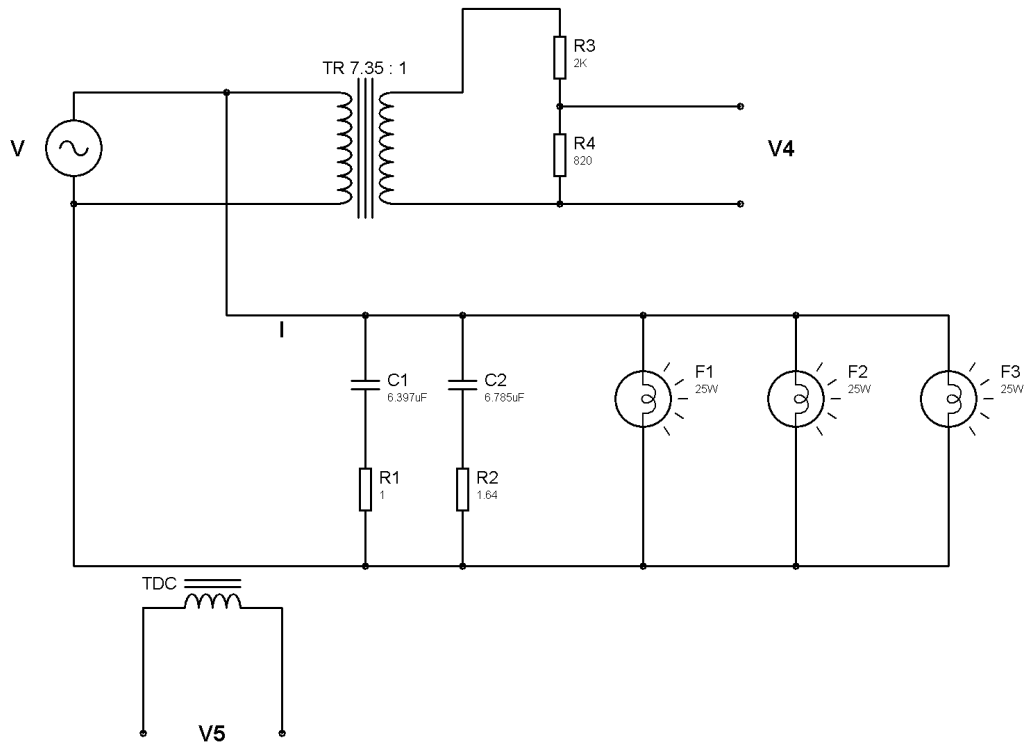 R3
2K
TR 7.35 : 1
V
R4
820
V4
I
C1
6.397uF
C2
6.785uF
F1
25W
F2
25W
F3
25W
R1
1
R2
1.64
TDC
V5